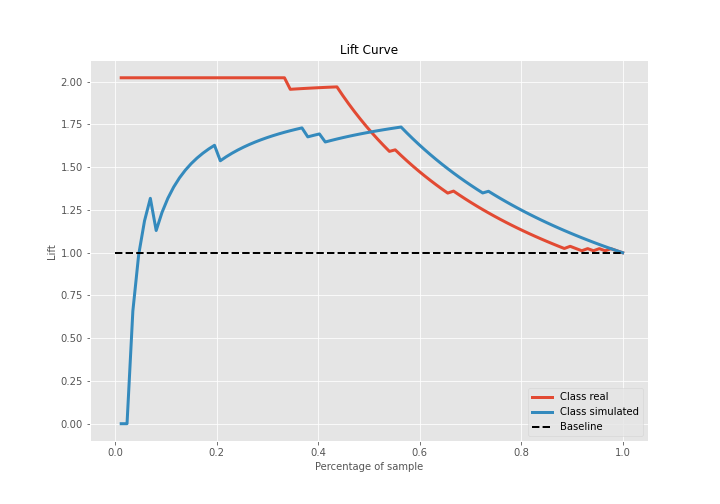 Lift Curve
2.00
1.75
1.50
1.25
1.00
0.75
0.50
0.25
0.00
Lift
0.0 0.2 0.4 0.6 0.8 1.0
Percentage of sample
Class real
Class simulated
Baseline